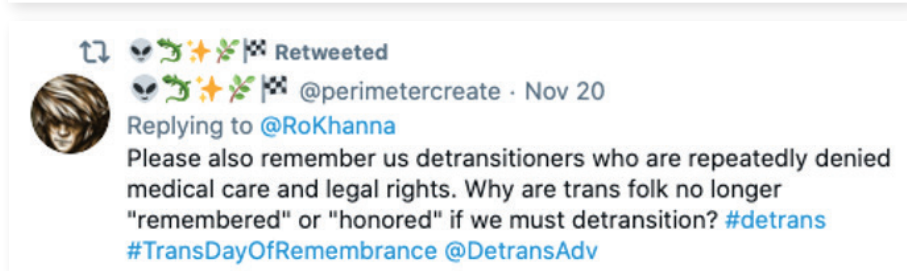 👽🐉✨🌿🏁 Retweeted
👽🐉✨🌿🏁 @perimetercreate · Nov 20
Replying to @RoKhanna
Please also remember us detransitioners who are repeatedly denied
medical care and legal rights. Why are trans folk no longer
"remembered" or "honored" if we must detransition? #detrans
#TransDayOfRemembrance @DetransAdv